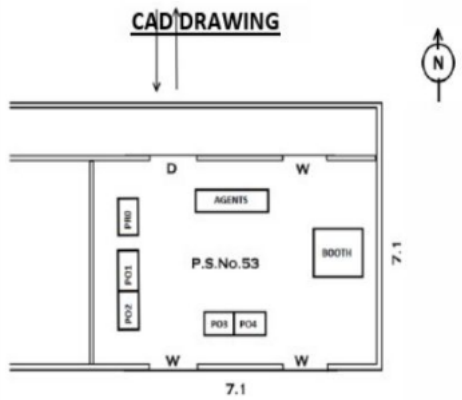 CAD DRAWING
N
D W
AGENTS
PRO
BOOTH
7.1
P.S.No.53
PO1
PO2
PO3 PO4
W W
7.1